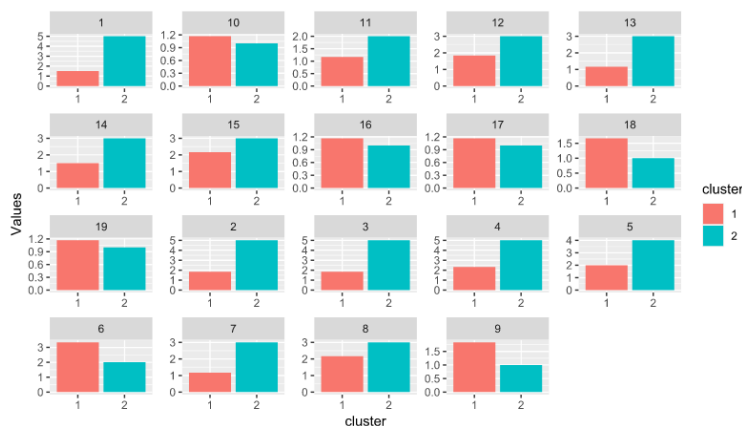 1 10 11 12 13
5 1.2 2.0 3 3
4 0.9 1.5 2 2
3 0.6 1.0 1 1
2 0.3 0.5 0 0
1 0.0 0.0
0
1 2 1 2 1 2 1 2 1 2
14 15 16 17 18
3 3 1.2 1.2 1.5
2 2 0.9 0.9 1.0
1 1 0.6 0.6 0.5
0 0 0.3 0.3 0.0
0.0 0.0
1 2 1 2 1 2 1 2 1 2
Values
19 2 3 4 5
1.2 5 5 5 4
0.9 4 4 4 3
0.6 3 3 3 2
0.3 2 2 2 1
0.0 1 1 1 0
0 0 0
1 2 1 2 1 2 1 2 1 2
6 7 8 9
3 3 3 1.5
2 2 2 1.0
1 1 1 0.5
0 0 0 0.0
1 2 1 2 1 2 1 2
cluster
cluster
1
2